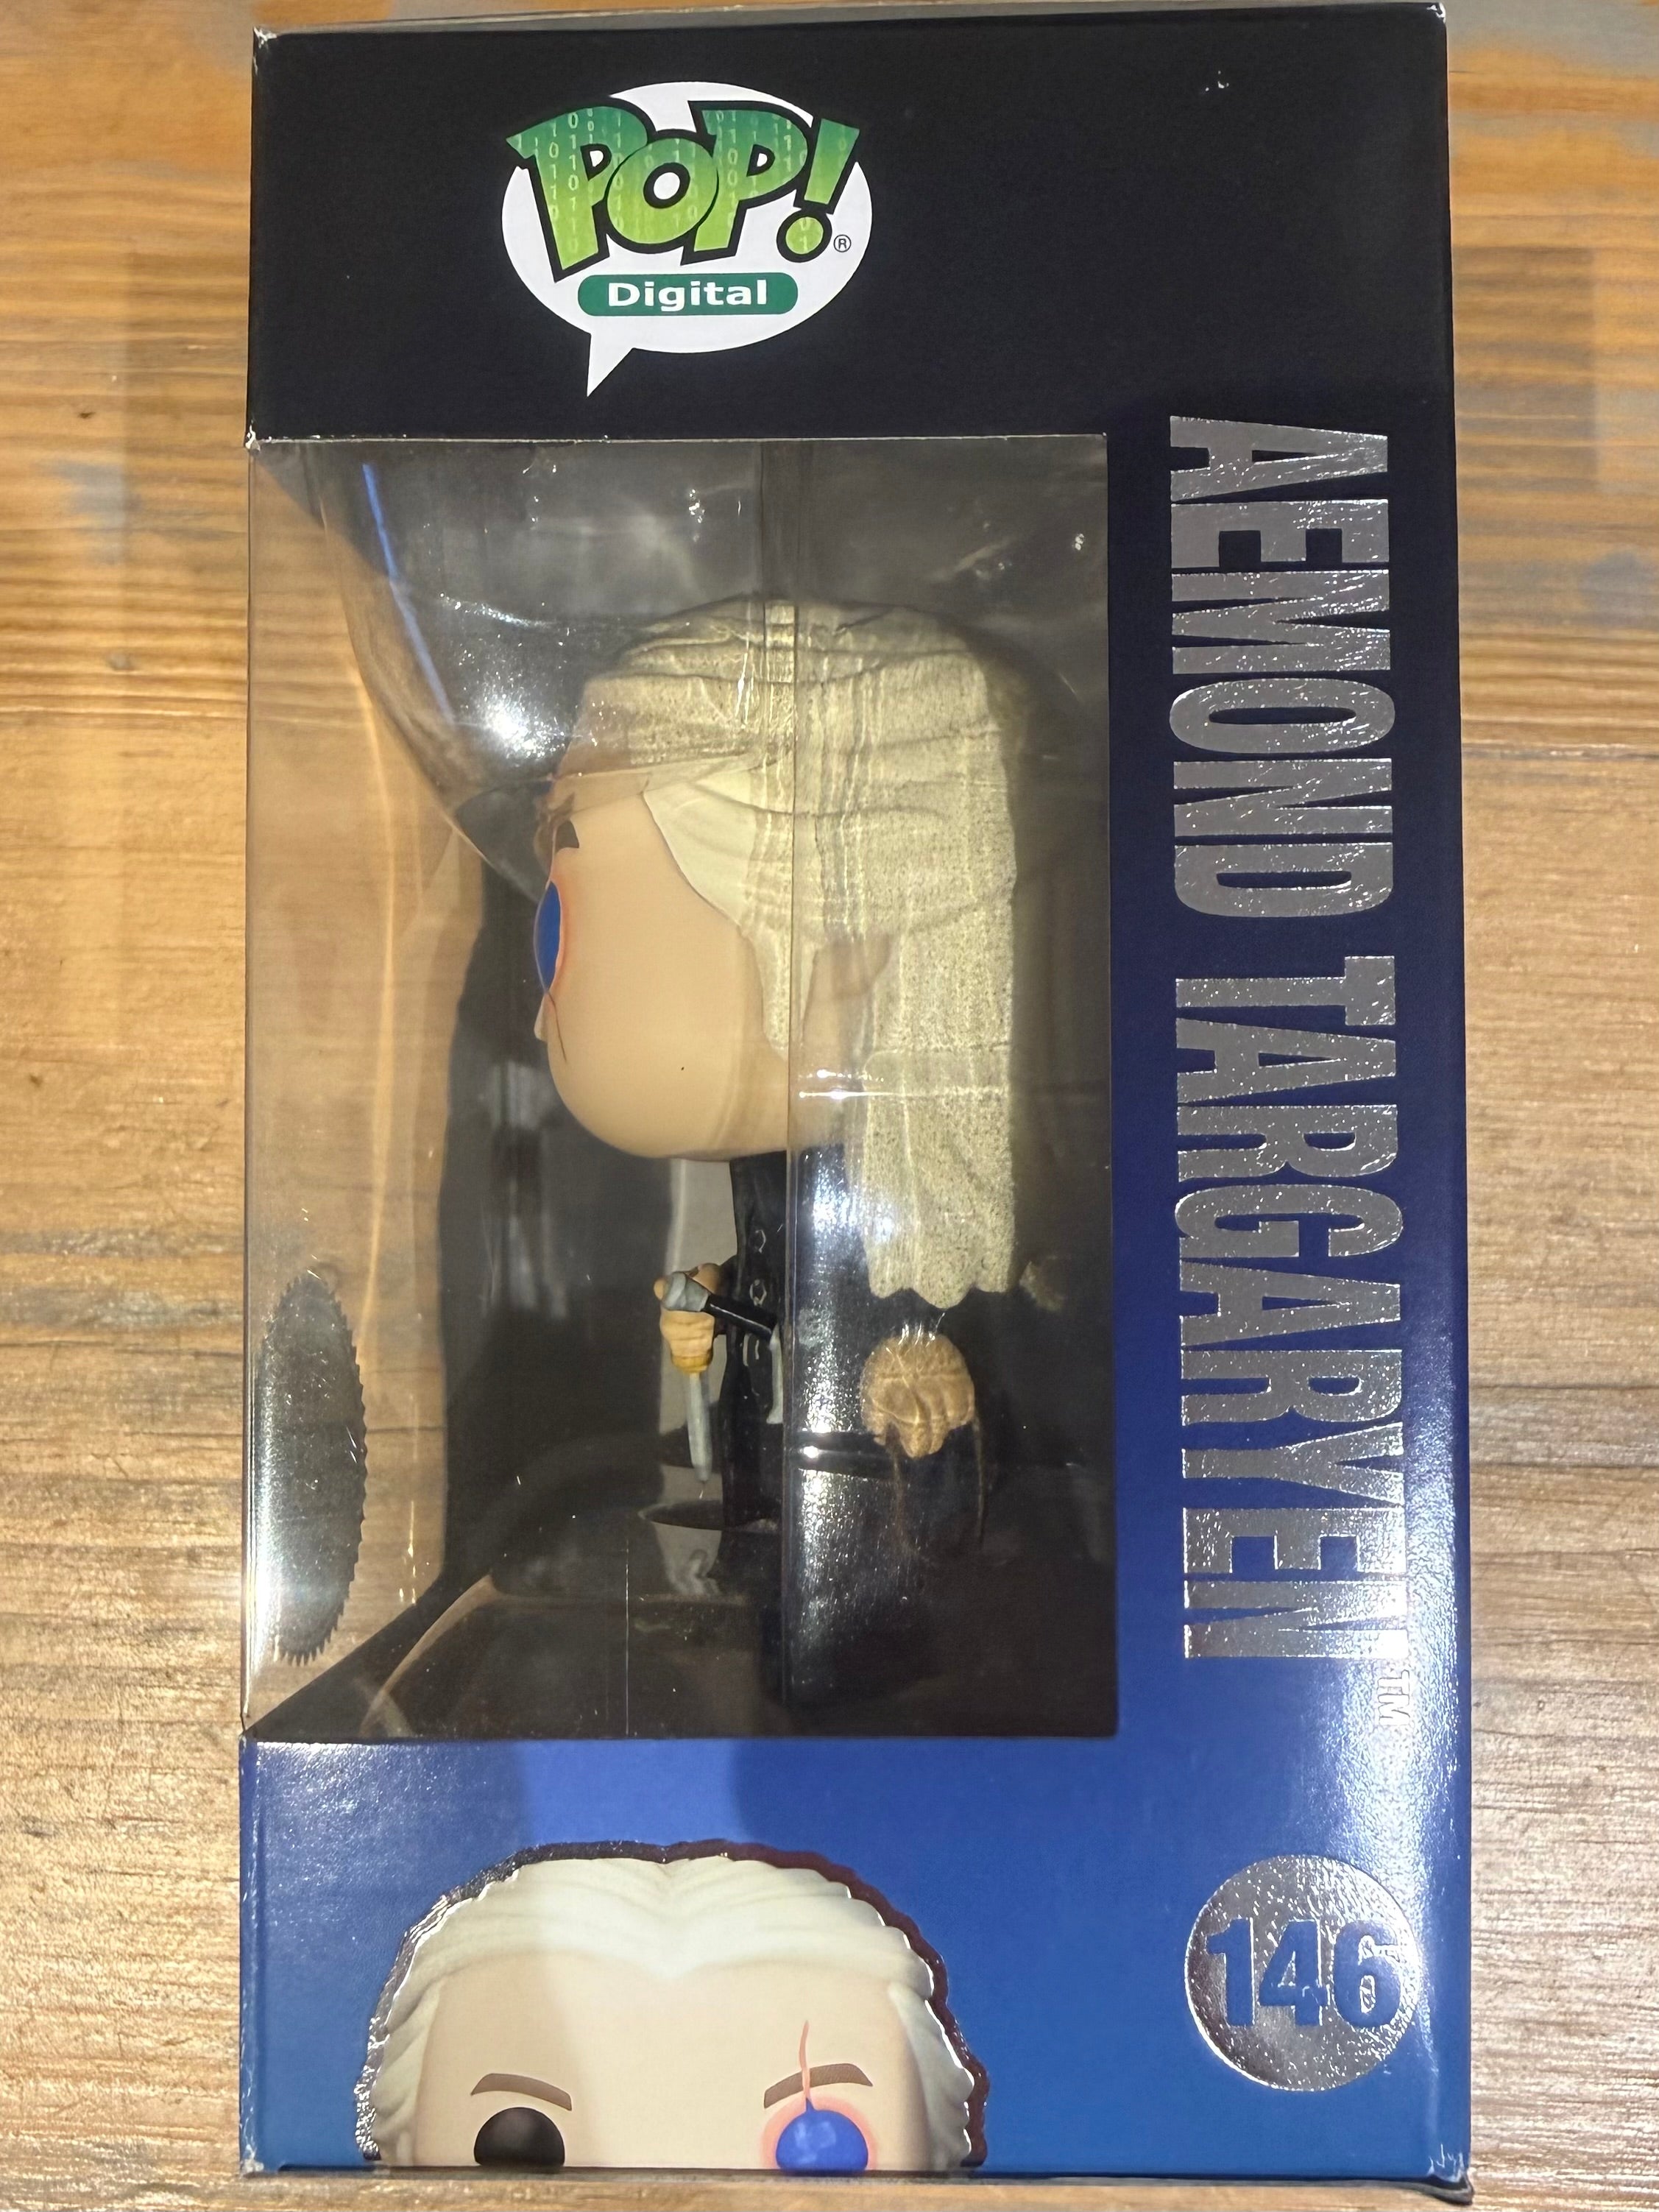 POP!®
Digital
AEMOND TARGARYEN™
146